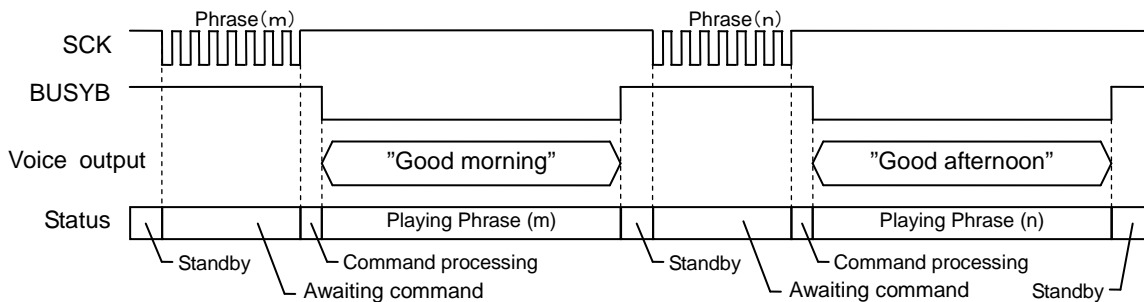 Phrase(m)
Phrase(n)
SCK
BUSYB
Voice output
"Good morning"
"Good afternoon"
Status
Playing Phrase (m)
Playing Phrase (n)
Standby
Command processing
Standby
Command processing
Awaiting command
Awaiting command
Standby